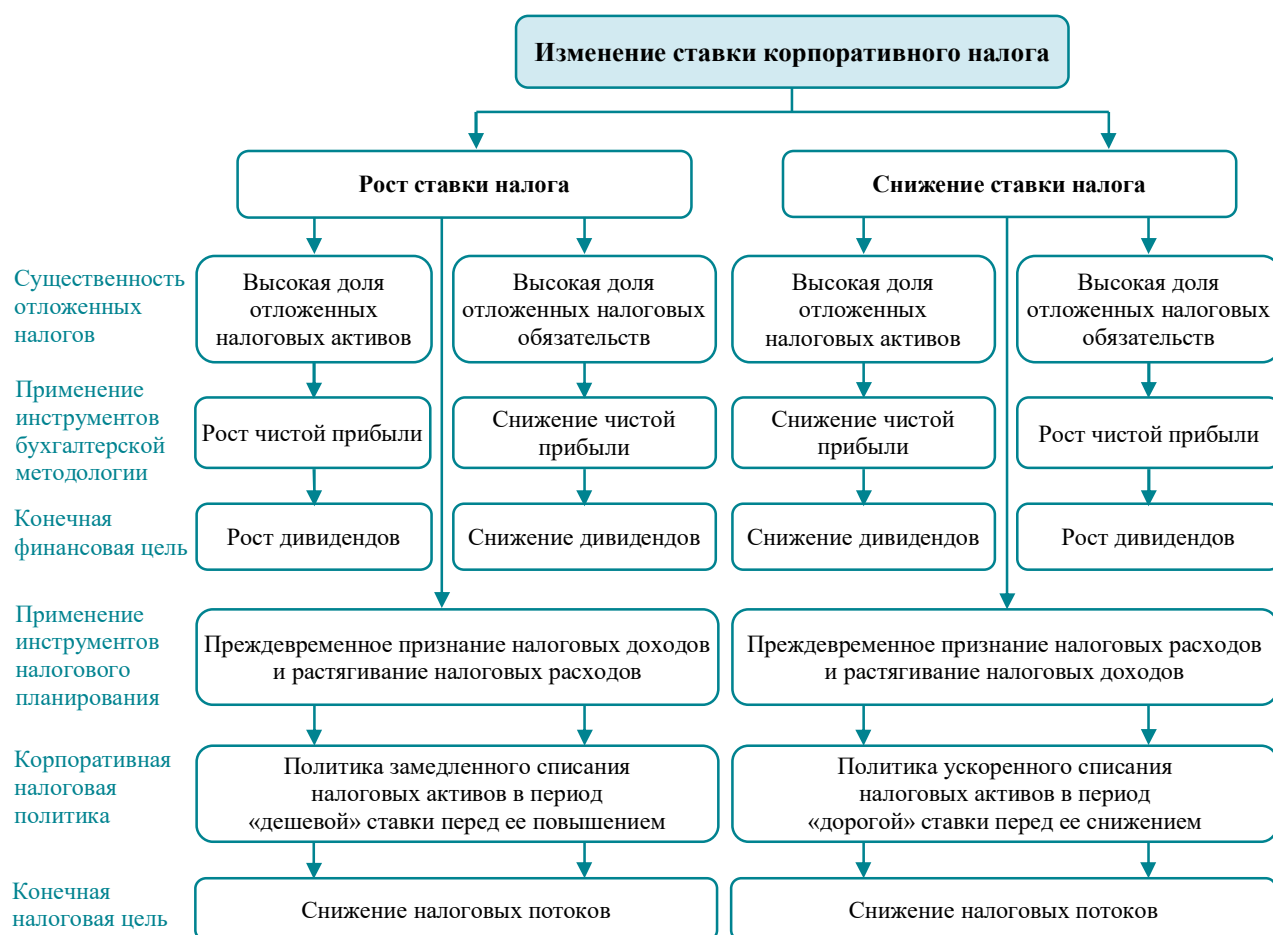 Изменение ставки корпоративного налога
Рост ставки налога
Снижение ставки налога
Существенность
отложенных
налогов
Высокая доля
отложенных
налоговых активов
Высокая доля
отложенных налоговых
обязательств
Высокая доля
отложенных
налоговых активов
Высокая доля
отложенных налоговых
обязательств
Применение
инструментов
бухгалтерской
методологии
Рост чистой прибыли
Снижение чистой
прибыли
Снижение чистой
прибыли
Рост чистой прибыли
Конечная
финансовая цель
Рост дивидендов
Снижение дивидендов
Снижение дивидендов
Рост дивидендов
Применение
инструментов
налогового
планирования
Преждевременное признание налоговых доходов
и растягивание налоговых расходов
Преждевременное признание налоговых расходов
и растягивание налоговых доходов
Корпоративная
налоговая
политика
Политика замедленного списания
налоговых активов в период
«дешевой» ставки перед ее повышением
Политика ускоренного списания
налоговых активов в период
«дорогой» ставки перед ее снижением
Конечная
налоговая цель
Снижение налоговых потоков
Снижение налоговых потоков